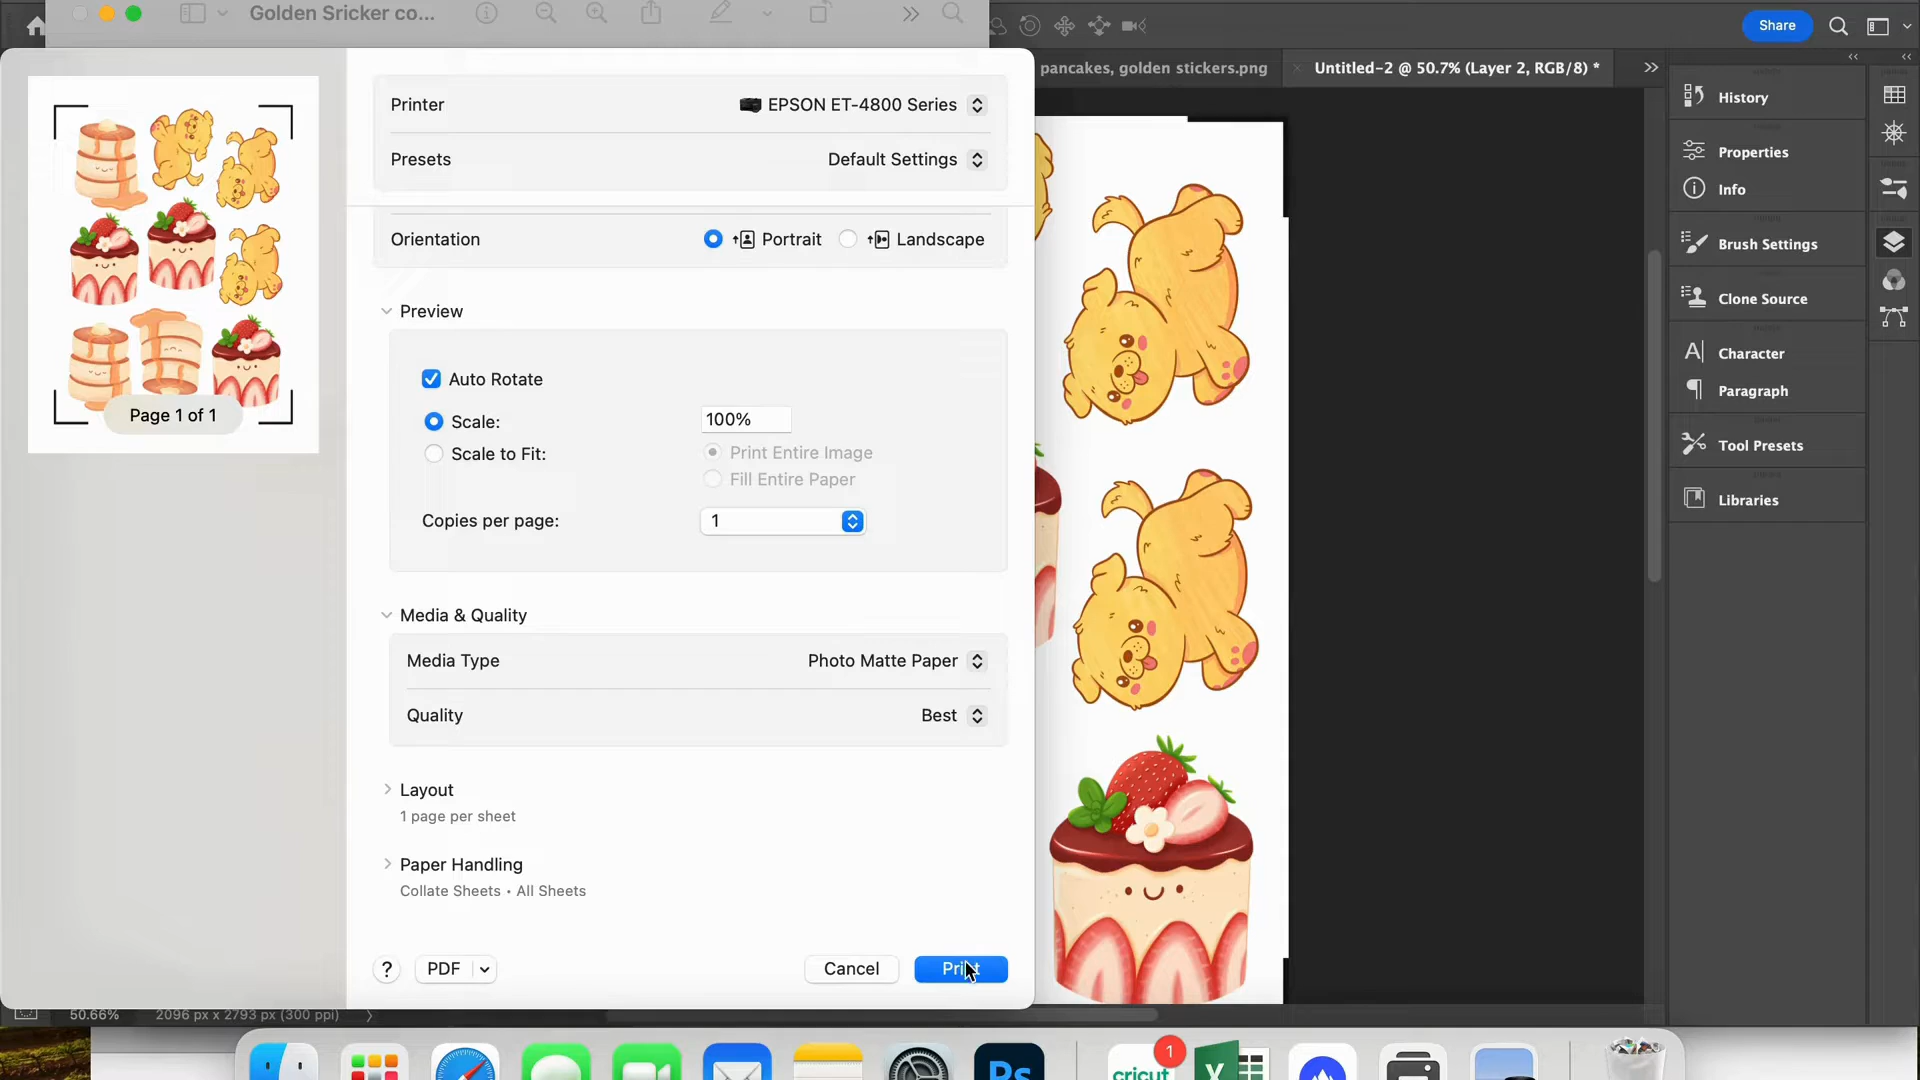 Golden Sricker co...
Share
pancakes, golden stickers.png
Untitled-2 @ 50.7% (Layer 2, RGB/8) *
Printer
EPSON ET-4800 Series
Presets
Default Settings
Orientation
Portrait
Landscape
Preview
Auto Rotate
Scale:
100%
Scale to Fit:
Print Entire Image
Fill Entire Paper
Copies per page:
1
Media & Quality
Media Type
Photo Matte Paper
Quality
Best
Layout
1 page per sheet
Paper Handling
Collate Sheets • All Sheets
?
PDF
Cancel
Print
Page 1 of 1
History
Properties
Info
Brush Settings
Clone Source
Character
Paragraph
Tool Presets
Libraries
50.66%
2096 px x 2793 px (300 ppi)
Ps
1
cricut
X